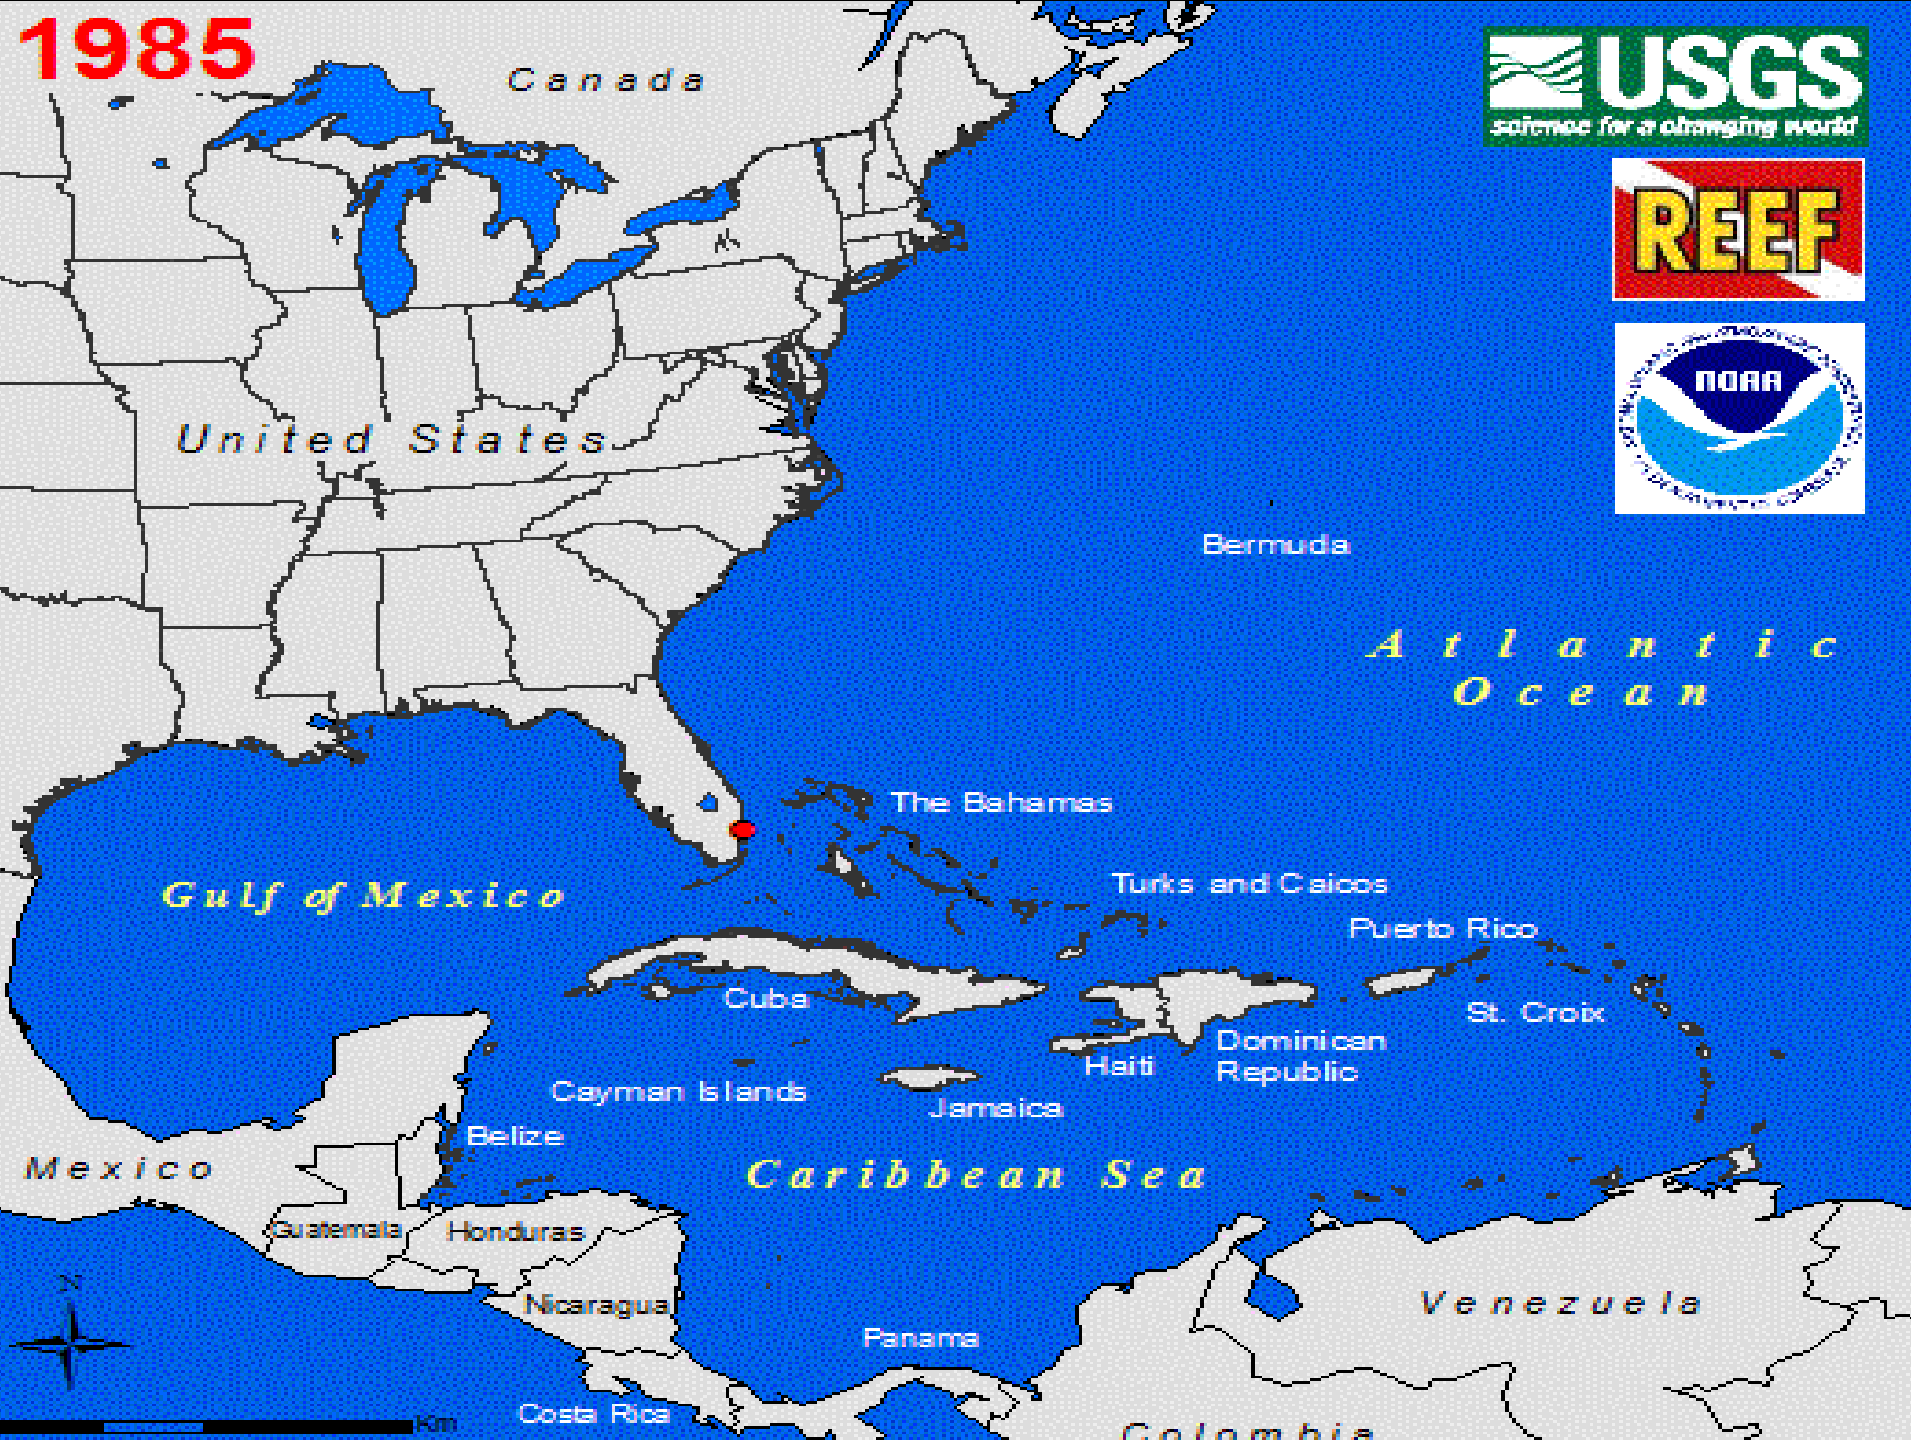 1985
Canada
USGS
science for a changing world
REEF
NOAA
United States
Bermuda
Atlantic
Ocean
The Bahamas
Gulf of Mexico
Turks and Caicos
Puerto Rico
Cuba
St. Croix
Dominican
Republic
Haiti
Cayman Islands
Jamaica
Belize
Mexico
Caribbean Sea
Guatemala
Honduras
N
Nicaragua
Venezuela
Panama
Costa Rica
Km
Colombia